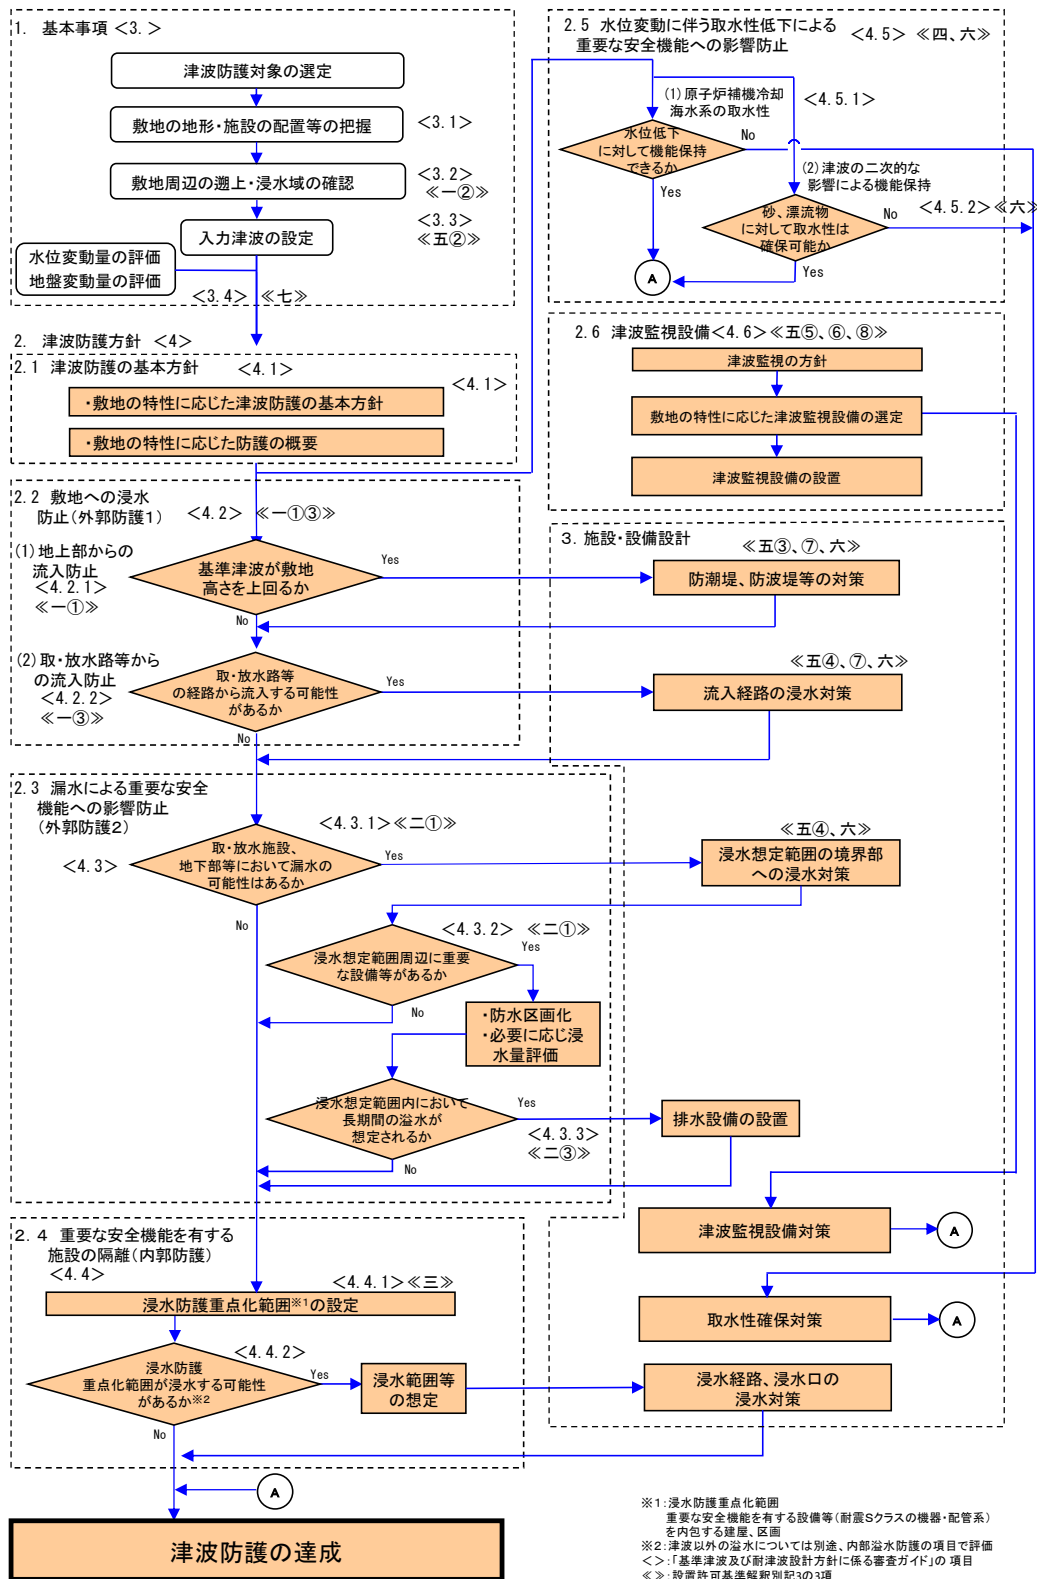 1. 基本事項 <3. >
津波防護対象の選定
敷地の地形・施設の配置等の把握
<3.1>
敷地周辺の遡上・浸水域の確認
<3.2>
≪一②≫
入力津波の設定
<3.3>
≪五②≫
水位変動量の評価
地盤変動量の評価
<3.4> ≪七≫
2. 津波防護方針 <4>
2.1 津波防護の基本方針 <4.1>
<4.1>
・敷地の特性に応じた津波防護の基本方針
・敷地の特性に応じた防護の概要
2.2 敷地への浸水
防止(外郭防護1)
<4.2> ≪一①③≫
(1)地上部からの
流入防止
<4.2.1>
≪一①≫
基準津波が敷地
高さを上回るか
Yes
No
(2)取・放水路等から
の流入防止
<4.2.2>
≪一③≫
取・放水路等
の経路から流入する可能性
があるか
Yes
No
2.3 漏水による重要な安全
機能への影響防止
(外郭防護2)
<4.3>
<4.3.1>≪二①≫
取・放水施設、
地下部等において漏水の
可能性はあるか
Yes
No
<4.3.2> ≪二①≫
浸水想定範囲周辺に重要
な設備等があるか
Yes
No
・防水区画化
・必要に応じ浸
水量評価
浸水想定範囲内において
長期間の溢水が
想定されるか
Yes
No
<4.3.3>
≪二③≫
2.4 重要な安全機能を有する
施設の隔離(内郭防護)
<4.4>
<4.4.1>≪三≫
浸水防護重点化範囲※1の設定
<4.4.2>
浸水防護
重点化範囲が浸水する可能性
があるか※2
Yes
No
浸水範囲等
の想定
A
津波防護の達成
2.5 水位変動に伴う取水性低下による
重要な安全機能への影響防止
<4.5> ≪四、六≫
(1)原子炉補機冷却
海水系の取水性
<4.5.1>
水位低下
に対して機能保持
できるか
No
Yes
(2)津波の二次的な
影響による機能保持
砂、漂流物
に対して取水性は
確保可能か
No
<4.5.2>≪六≫
Yes
A
2.6 津波監視設備<4.6>≪五⑤、⑥、⑧≫
津波監視の方針
敷地の特性に応じた津波監視設備の選定
津波監視設備の設置
3. 施設・設備設計
≪五③、⑦、六≫
防潮堤、防波堤等の対策
≪五④、⑦、六≫
流入経路の浸水対策
≪五④、六≫
浸水想定範囲の境界部
への浸水対策
排水設備の設置
津波監視設備対策
A
取水性確保対策
A
浸水経路、浸水口の
浸水対策
※1:浸水防護重点化範囲
重要な安全機能を有する設備等(耐震Sクラスの機器・配管系)
を内包する建屋、区画
※2:津波以外の溢水については別途、内部溢水防護の項目で評価
< >:「基準津波及び耐津波設計方針に係る審査ガイド」の 項目
≪ ≫:設置許可基準解釈別記3の3項